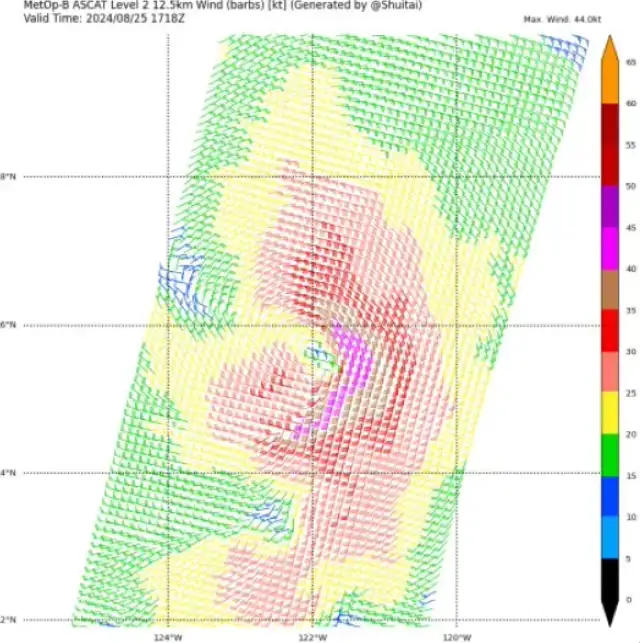 MetOp-B ASCAT Level 2 12.5km Wind (barbs) [kt] (Generated by @Shuitai)
Valid Time: 2024/08/25 1718Z
Max. Wind: 44.0kt
65
60
55
50
45
40
35
30
25
20
15
10
5
0
8°N
6°N
4°N
2°N
124°W 122°W 120°W